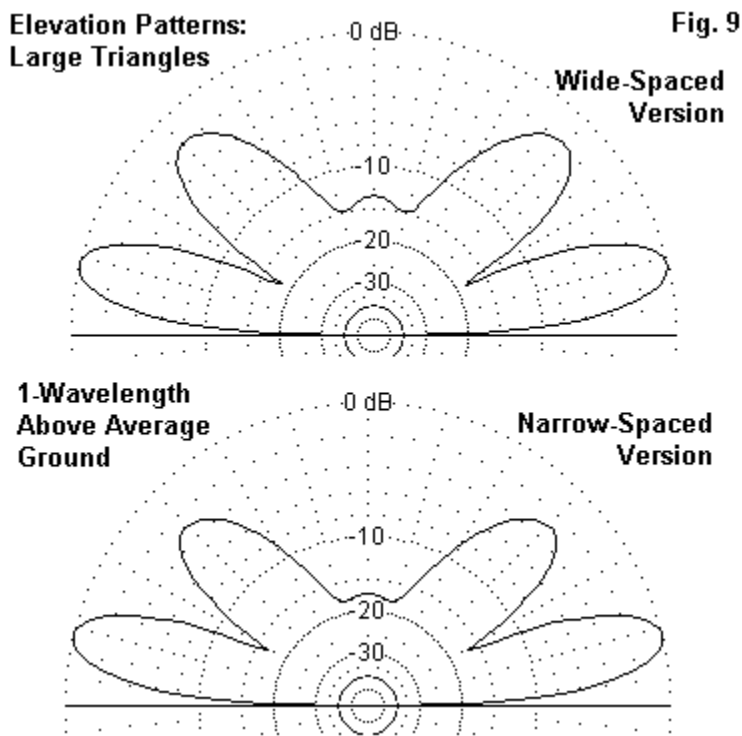 Elevation Patterns:
Large Triangles
0 dB
Fig. 9
Wide-Spaced
Version
-10
-20
-30
1-Wavelength
Above Average
Ground
0 dB
Narrow-Spaced
Version
-10
-20
-30